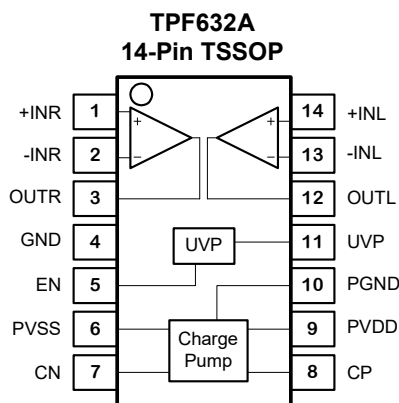 TPF632A
14-Pin TSSOP
+INR 1 + + 14 +INL
-INR 2 − − 13 -INL
OUTR 3 12 OUTL
GND 4 UVP 11 UVP
EN 5 10 PGND
PVSS 6 Charge 9 PVDD
CN 7 Pump 8 CP